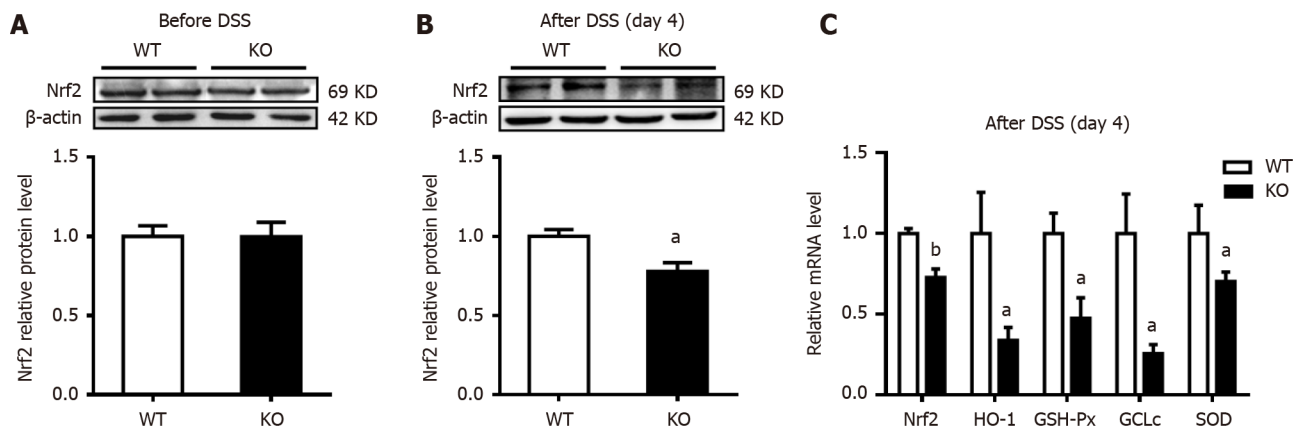 A
Before DSS
WT KO
Nrf2 69 KD
β-actin 42 KD
Nrf2 relative protein level
1.5
1.0
0.5
0.0
WT KO
B
After DSS (day 4)
WT KO
Nrf2 69 KD
β-actin 42 KD
Nrf2 relative protein level
1.5
1.0
0.5
0.0
a
WT KO
C
After DSS (day 4)
WT
KO
Relative mRNA level
1.5
1.0
0.5
0.0
b a a a a
Nrf2 HO-1 GSH-Px GCLc SOD